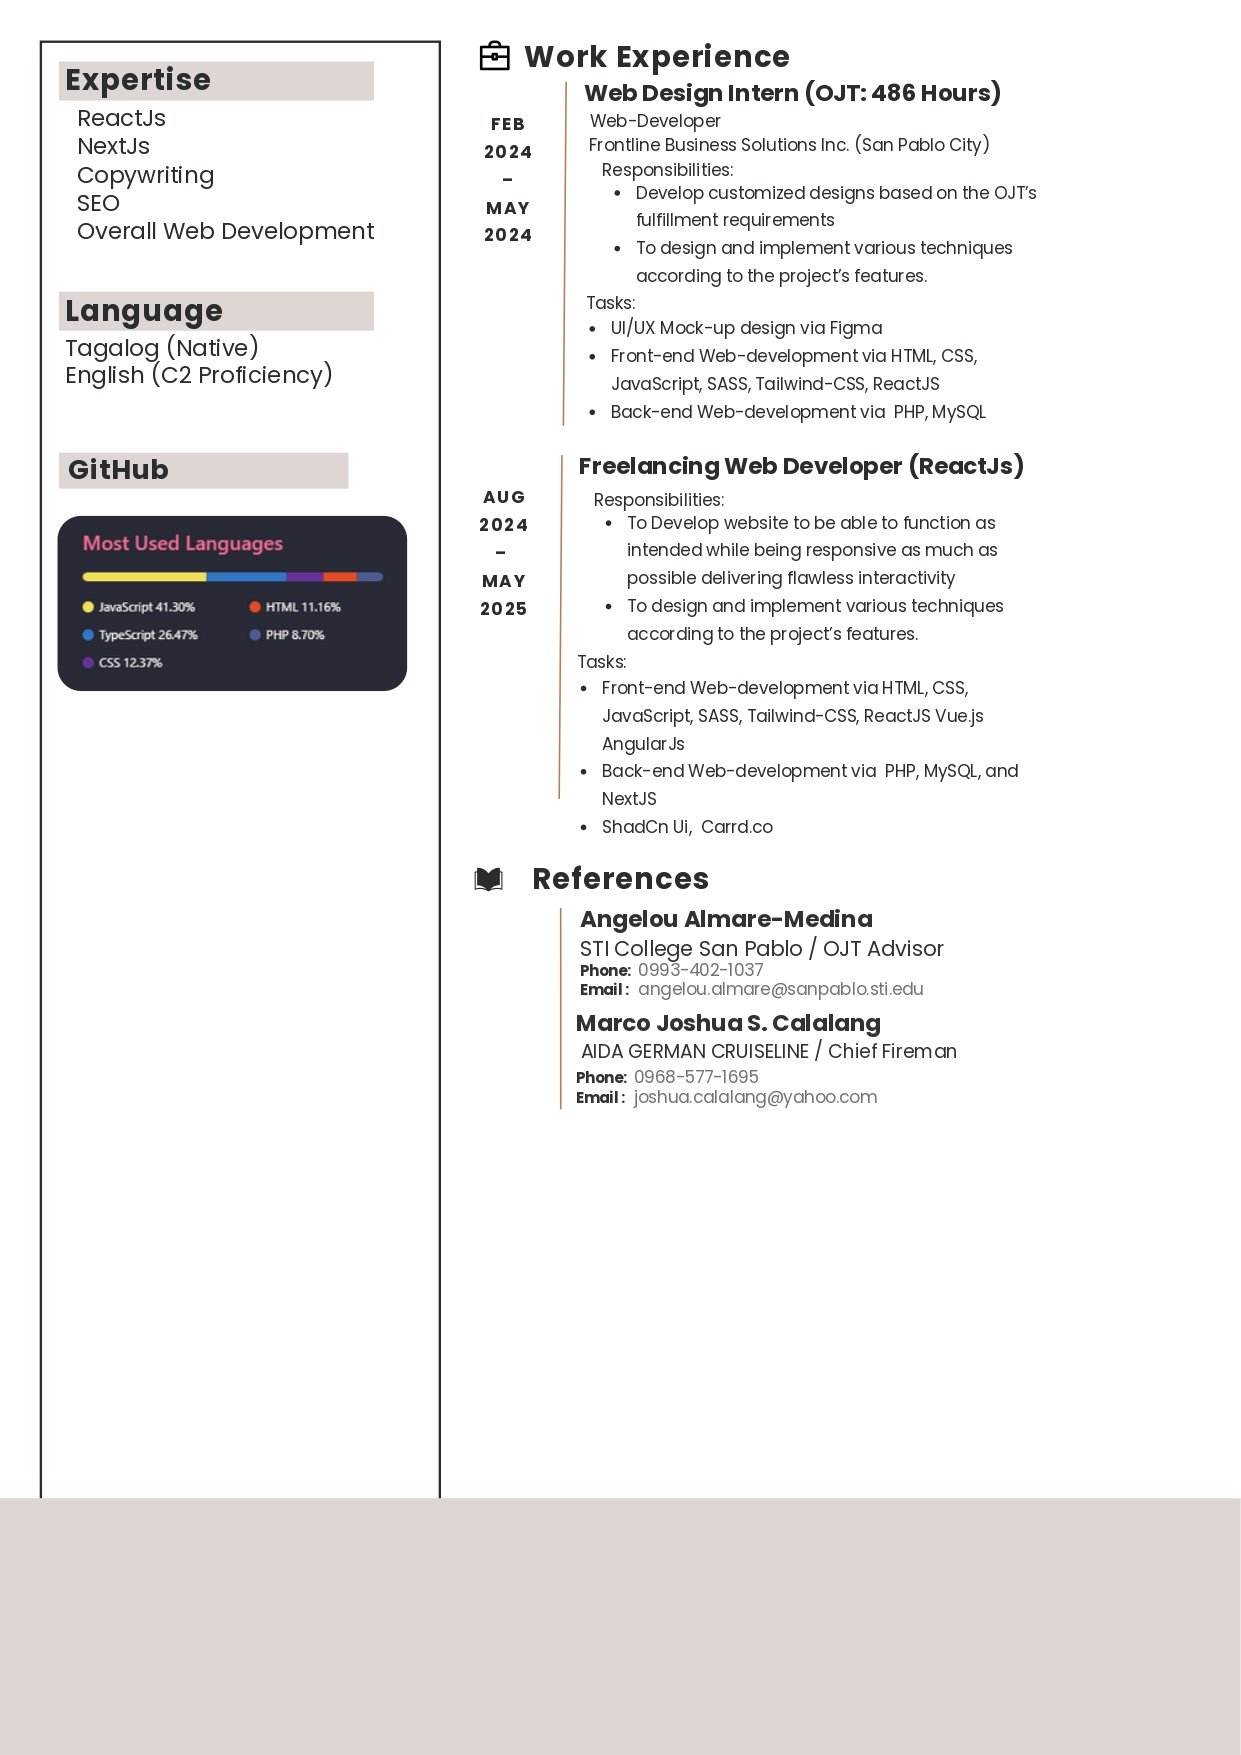 Expertise
ReactJs
NextJs
Copywriting
SEO
Overall Web Development
Language
Tagalog (Native)
English (C2 Proficiency)
GitHub
Most Used Languages
JavaScript 41.30%
HTML 11.16%
TypeScript 26.47%
PHP 8.70%
CSS 12.37%
Work Experience
FEB
2024
–
MAY
2024
Web Design Intern (OJT: 486 Hours)
Web-Developer
Frontline Business Solutions Inc. (San Pablo City)
Responsibilities:
• Develop customized designs based on the OJT’s
fulfillment requirements
• To design and implement various techniques
according to the project’s features.
Tasks:
• UI/UX Mock-up design via Figma
• Front-end Web-development via HTML, CSS,
JavaScript, SASS, Tailwind-CSS, ReactJS
• Back-end Web-development via PHP, MySQL
AUG
2024
–
MAY
2025
Freelancing Web Developer (ReactJs)
Responsibilities:
• To Develop website to be able to function as
intended while being responsive as much as
possible delivering flawless interactivity
• To design and implement various techniques
according to the project’s features.
Tasks:
• Front-end Web-development via HTML, CSS,
JavaScript, SASS, Tailwind-CSS, ReactJS Vue.js
AngularJs
• Back-end Web-development via PHP, MySQL, and
NextJS
• ShadCn Ui, Carrd.co
References
Angelou Almare-Medina
STI College San Pablo / OJT Advisor
Phone: 0993-402-1037
Email : angelou.almare@sanpablo.sti.edu
Marco Joshua S. Calalang
AIDA GERMAN CRUISELINE / Chief Fireman
Phone: 0968-577-1695
Email : joshua.calalang@yahoo.com